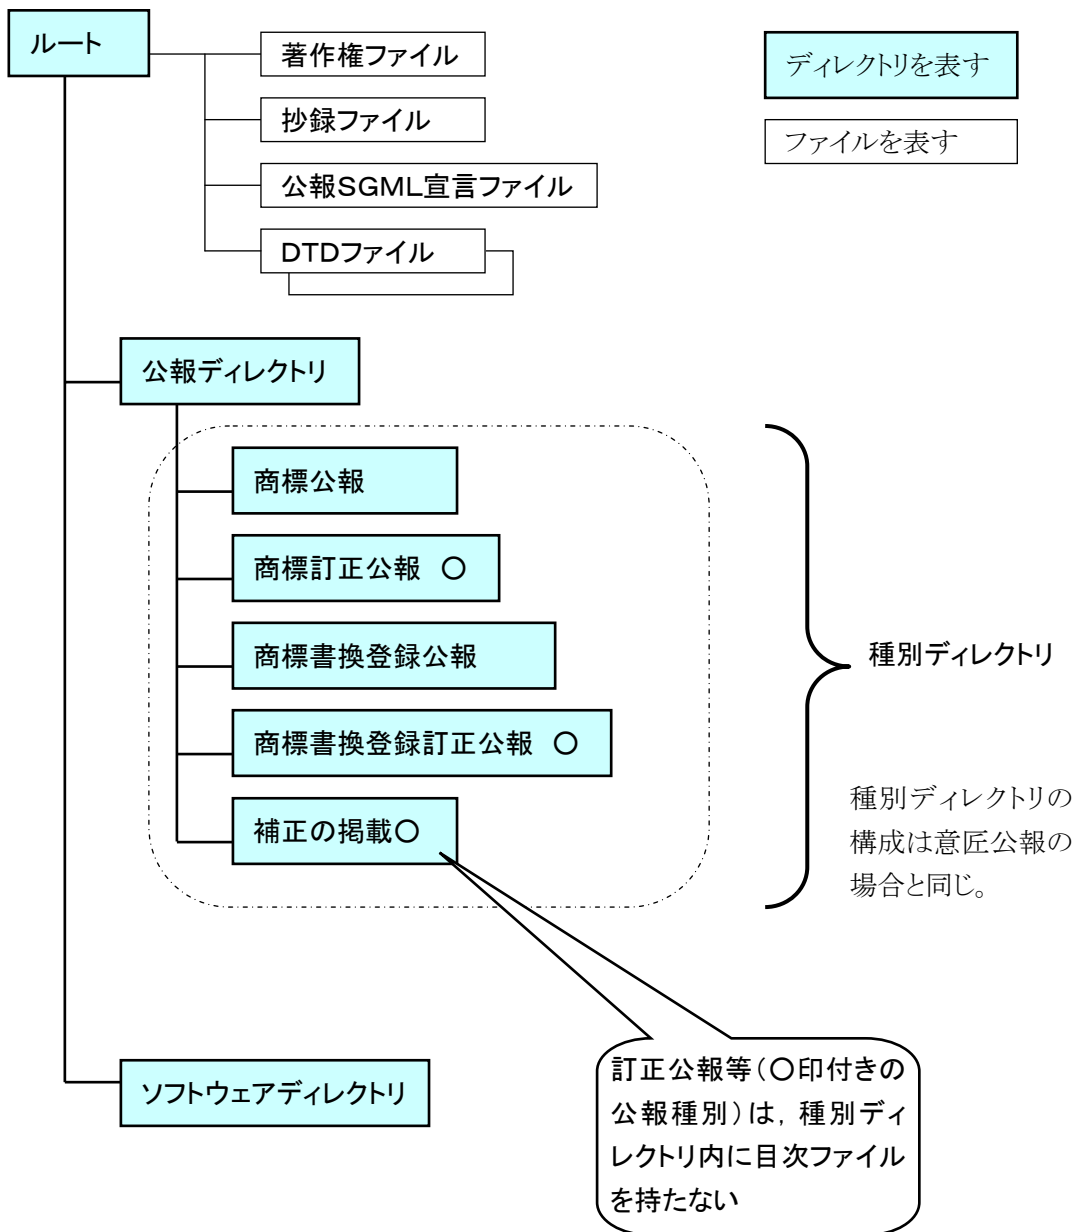 ルート
著作権ファイル
抄録ファイル
公報SGML宣言ファイル
DTDファイル
ディレクトリを表す
ファイルを表す
公報ディレクトリ
商標公報
商標訂正公報 ○
商標書換登録公報
商標書換登録訂正公報 ○
補正の掲載○
種別ディレクトリ
種別ディレクトリの
構成は意匠公報の
場合と同じ。
ソフトウェアディレクトリ
訂正公報等(○印付きの
公報種別)は,種別ディ
レクトリ内に目次ファイル
を持たない